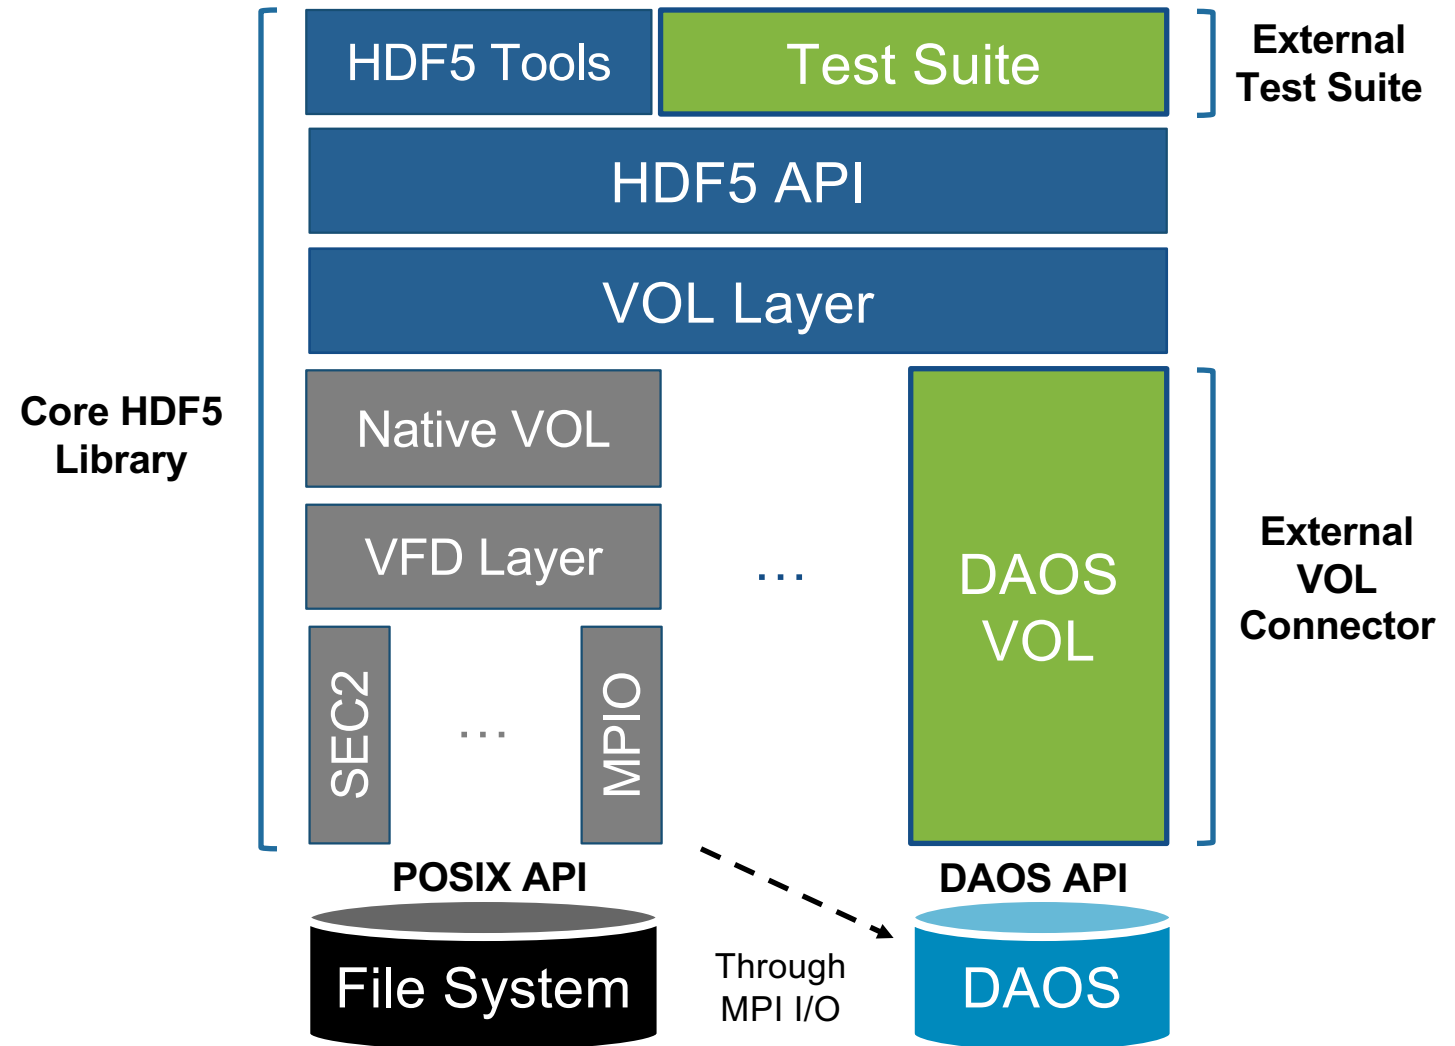 HDF5 Tools
Test Suite
External
Test Suite
HDF5 API
VOL Layer
Core HDF5
Library
Native VOL
VFD Layer
...
DAOS
VOL
External
VOL
Connector
SEC2
...
MPIO
POSIX API
DAOS API
File System
Through
MPI I/O
DAOS